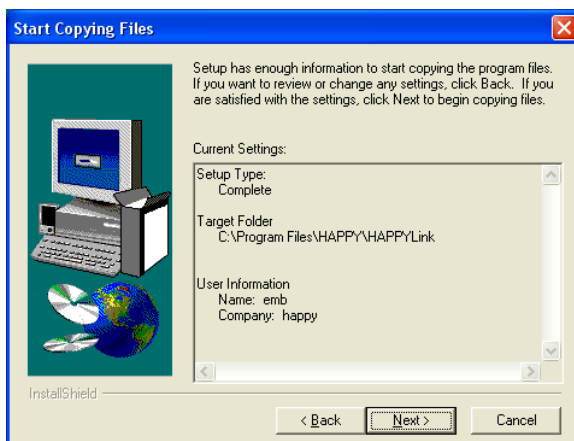 Start Copying Files
Setup has enough information to start copying the program files.
If you want to review or change any settings, click Back. If you
are satisfied with the settings, click Next to begin copying files.
Current Settings:
Setup Type:
Complete
Target Folder
C:\Program Files\HAPPY\HAPPYLink
User Information
Name: emb
Company: happy
InstallShield
< Back
Next >
Cancel